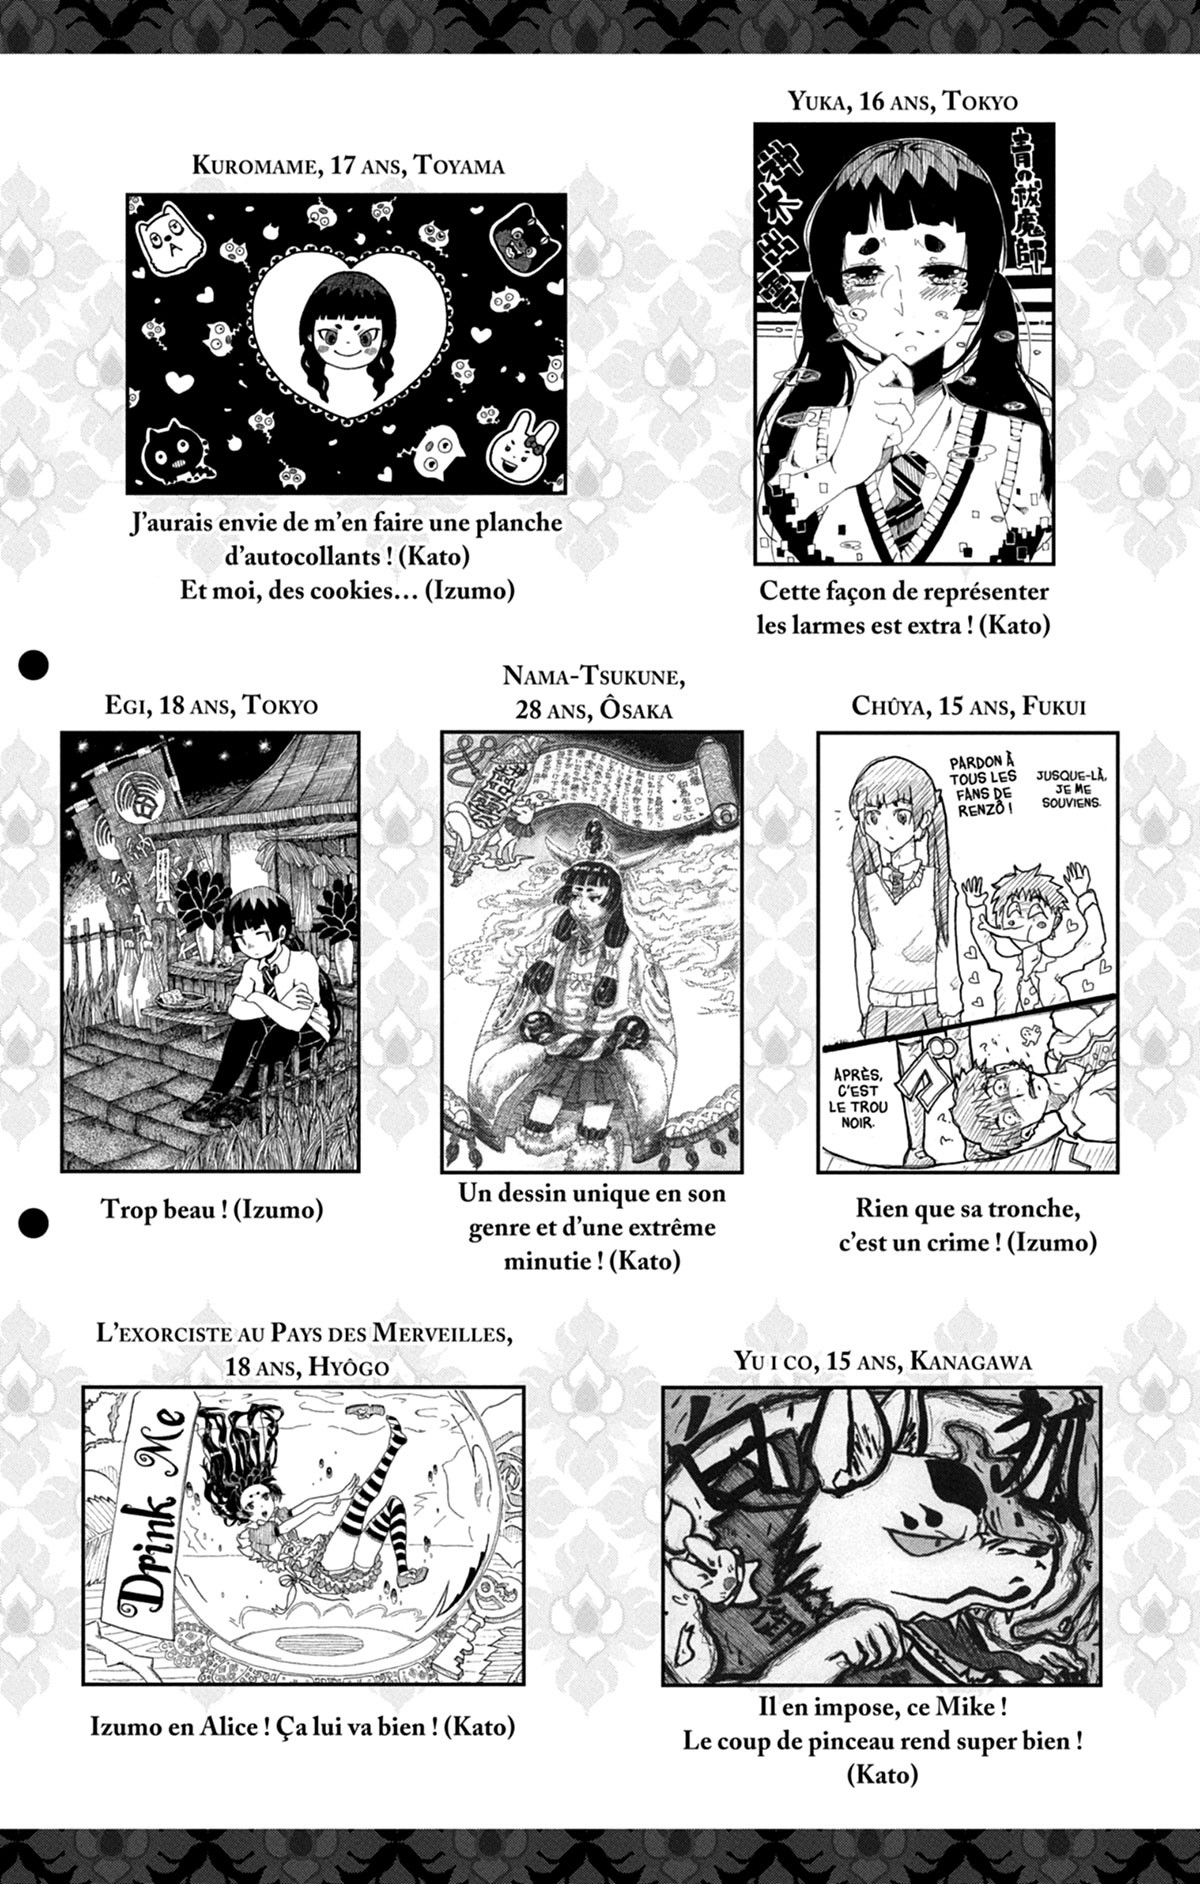 Yuka, 16 ans, Tokyo
Kuromame, 17 ans, Toyama
神木出雲
青の祓魔師
J'aurais envie de m'en faire une planche
d'autocollants ! (Kato)
Et moi, des cookies… (Izumo)
Cette façon de représenter
les larmes est extra ! (Kato)
Egi, 18 ans, Tokyo
Nama-Tsukune,
28 ans, Ôsaka
Chûya, 15 ans, Fukui
PARDON À
TOUS LES
FANS DE
RENZÔ !
JUSQUE-LÀ,
JE ME
SOUVIENS.
APRÈS,
C'EST
LE TROU
NOIR.
Trop beau ! (Izumo)
Un dessin unique en son
genre et d'une extrême
minutie ! (Kato)
Rien que sa tronche,
c'est un crime ! (Izumo)
L'exorciste au Pays des Merveilles,
18 ans, Hyôgo
Yu i co, 15 ans, Kanagawa
Drink Me
Izumo en Alice ! Ça lui va bien ! (Kato)
Il en impose, ce Mike !
Le coup de pinceau rend super bien !
(Kato)